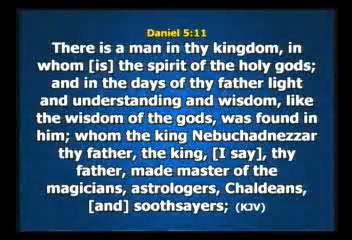 Daniel 5:11
There is a man in thy kingdom, in
whom [is] the spirit of the holy gods;
and in the days of thy father light
and understanding and wisdom, like
the wisdom of the gods, was found in
him; whom the king Nebuchadnezzar
thy father, the king, [I say], thy
father, made master of the
magicians, astrologers, Chaldeans,
[and] soothsayers; (KJV)